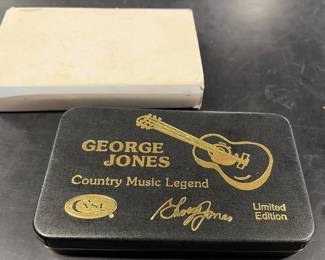 GEORGE
JONES
Country Music Legend
CASE
George Jones
Limited
Edition